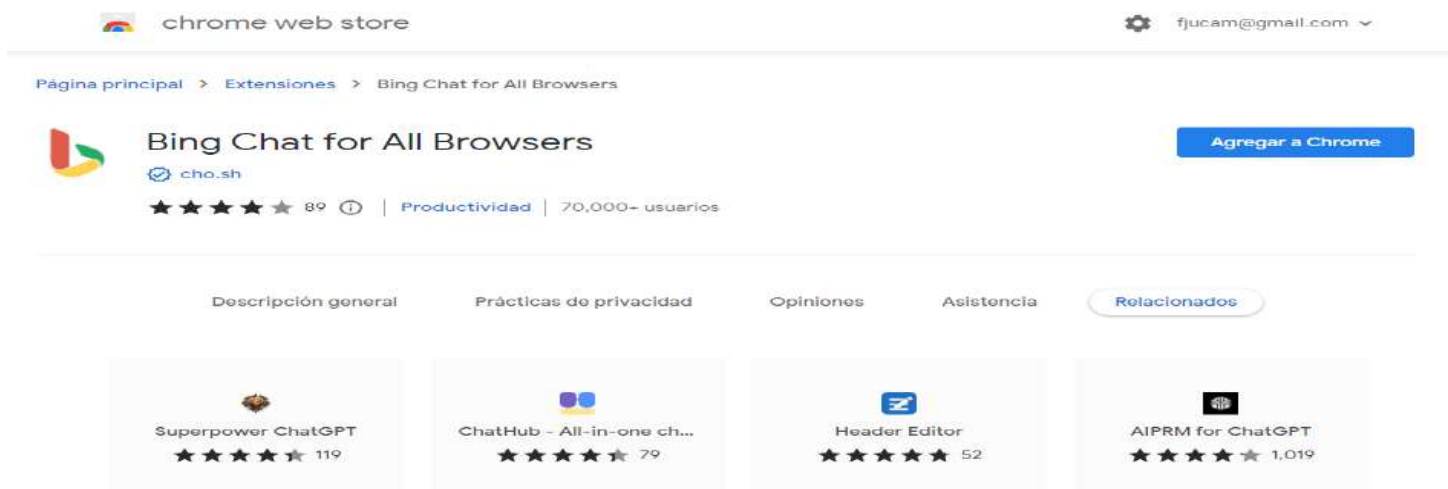 chrome web store
fjucam@gmail.com
Página principal > Extensiones > Bing Chat for All Browsers
Bing Chat for All Browsers
Agregar a Chrome
cho.sh
89 | Productividad | 70,000+ usuarios
Descripción general Prácticas de privacidad Opiniones Asistencia Relacionados
Superpower ChatGPT ChatHub - All-in-one ch... Header Editor AIPRM for ChatGPT
119 79 52 1,019